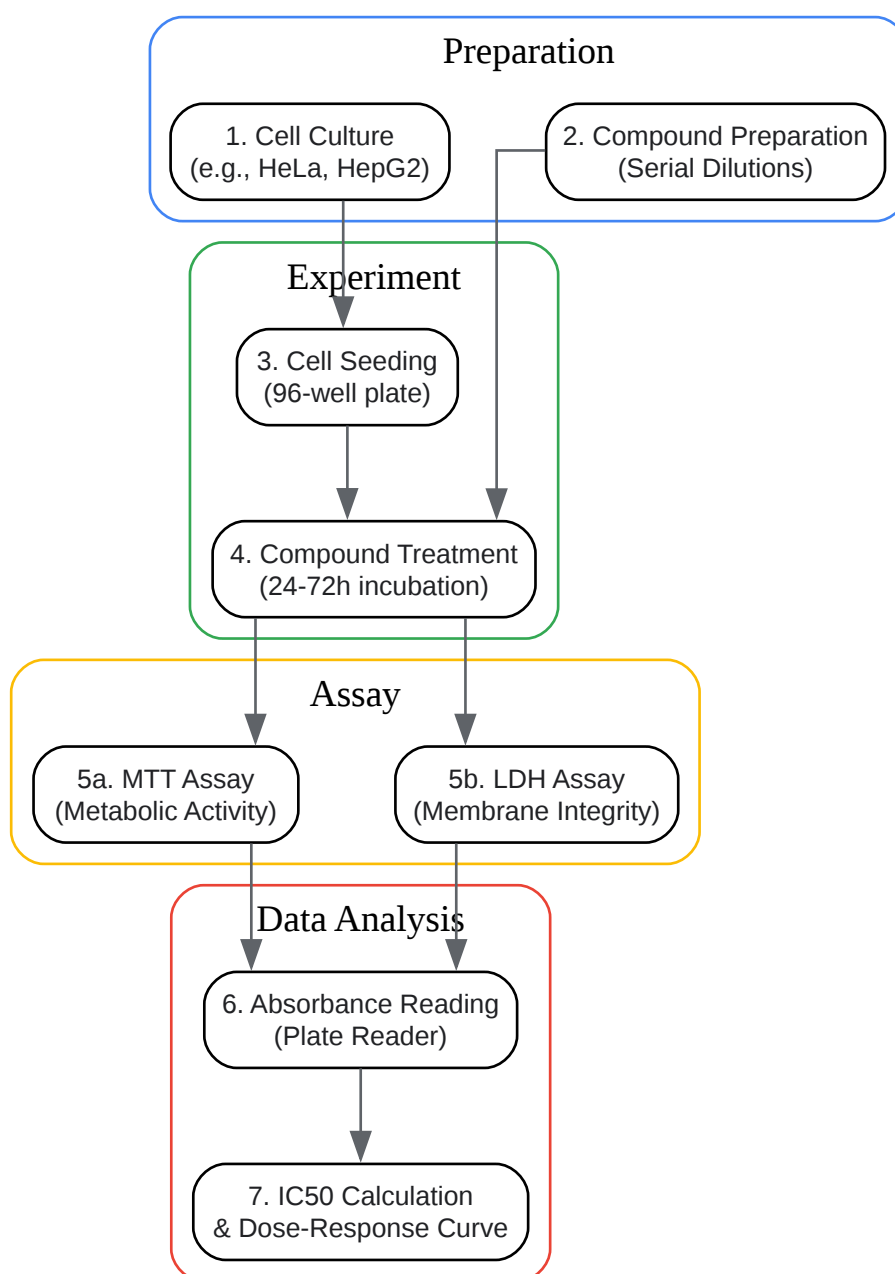 Preparation
1. Cell Culture
(e.g., HeLa, HepG2)
2. Compound Preparation
(Serial Dilutions)
Experiment
3. Cell Seeding
(96-well plate)
4. Compound Treatment
(24-72h incubation)
Assay
5a. MTT Assay
(Metabolic Activity)
5b. LDH Assay
(Membrane Integrity)
Data Analysis
6. Absorbance Reading
(Plate Reader)
7. IC50 Calculation
& Dose-Response Curve